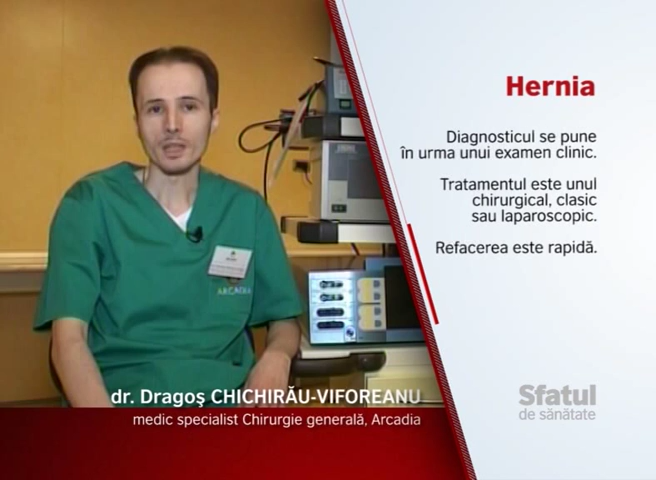 Hernia
Diagnosticul se pune
în urma unui examen clinic.
Tratamentul este unul
chirurgical, clasic
sau laparoscopic.
Refacerea este rapidă.
ARCADIA
dr. Dragoş CHICHIRĂU-VIFOREANU
medic specialist Chirurgie generală, Arcadia
Sfatul
de sănătate